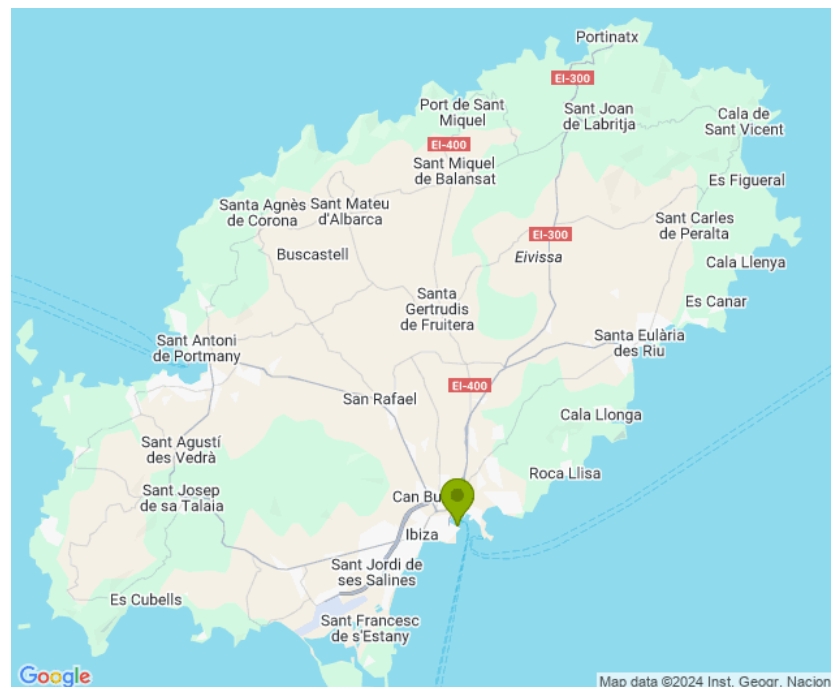 Portinatx
EI-300
Port de Sant
Miquel
Sant Joan
de Labritja
Cala de
Sant Vicent
EI-400
Sant Miquel
de Balansat
Es Figueral
Santa Agnès
de Corona
Sant Mateu
d'Albarca
Sant Carles
de Peralta
EI-300
Buscastell
Eivissa
Cala Llenya
Santa
Gertrudis
de Fruitera
Es Canar
Sant Antoni
de Portmany
Santa Eulària
des Riu
EI-400
San Rafael
Cala Llonga
Sant Agustí
des Vedrà
Roca Llisa
Sant Josep
de sa Talaia
Can Bu
Ibiza
Sant Jordi de
ses Salines
Es Cubells
Sant Francesc
de s'Estany
Google
Map data ©2024 Inst. Geogr. Nacion